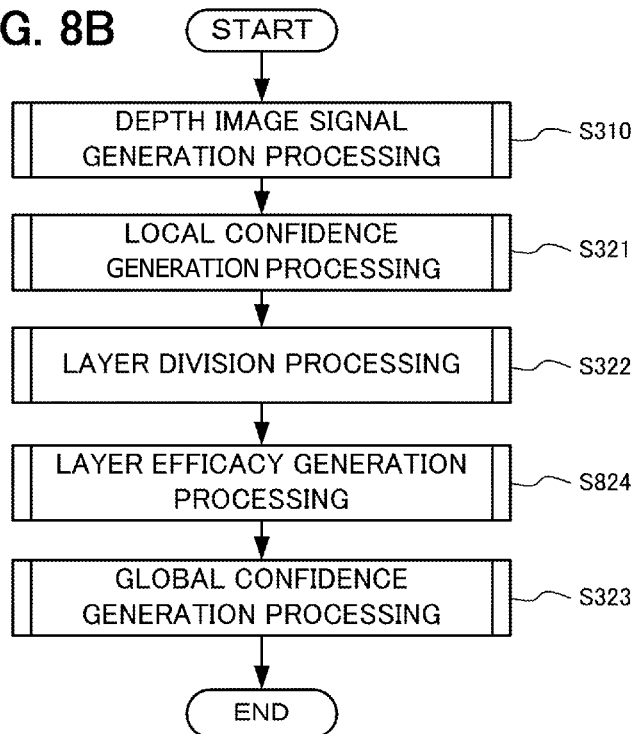 G. 8B
START
DEPTH IMAGE SIGNAL
GENERATION PROCESSING
S310
LOCAL CONFIDENCE
GENERATION PROCESSING
S321
LAYER DIVISION PROCESSING
S322
LAYER EFFICACY GENERATION
PROCESSING
S824
GLOBAL CONFIDENCE
GENERATION PROCESSING
S323
END